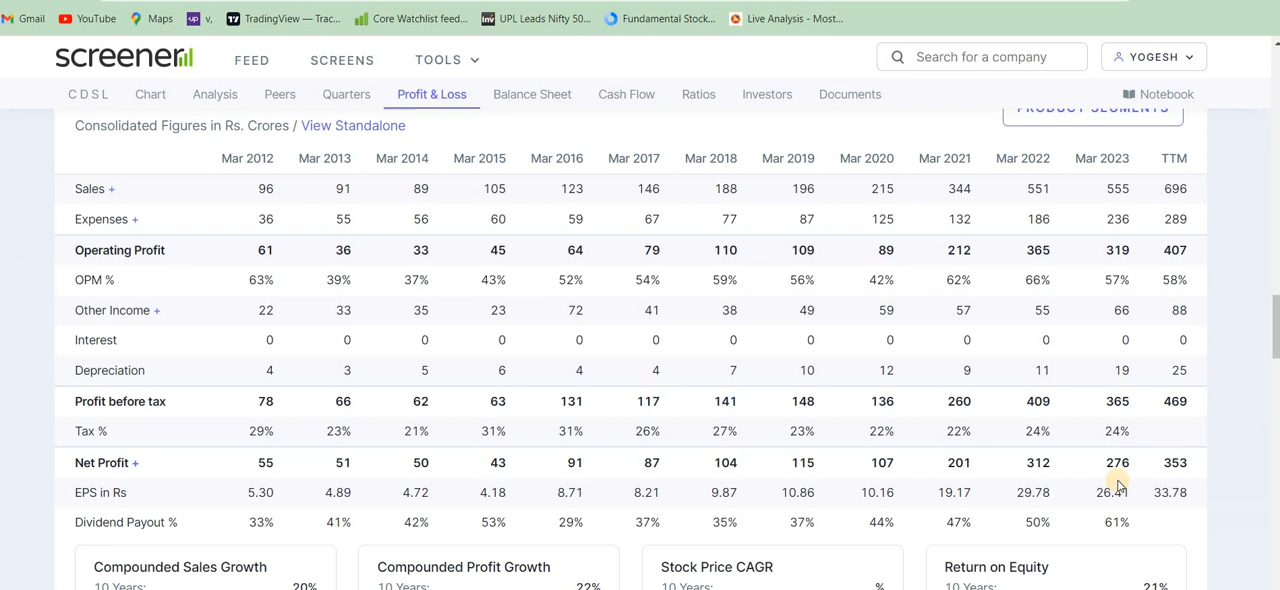 Gmail YouTube Maps v, TradingView — Trac... Core Watchlist feed... UPL Leads Nifty 50... Fundamental Stock... Live Analysis - Most...
screener FEED SCREENS TOOLS Search for a company YOGESH
C D S L Chart Analysis Peers Quarters Profit & Loss Balance Sheet Cash Flow Ratios Investors Documents Notebook
PRODUCT SEGMENTS
Consolidated Figures in Rs. Crores / View Standalone
Mar 2012 Mar 2013 Mar 2014 Mar 2015 Mar 2016 Mar 2017 Mar 2018 Mar 2019 Mar 2020 Mar 2021 Mar 2022 Mar 2023 TTM
Sales + 96 91 89 105 123 146 188 196 215 344 551 555 696
Expenses + 36 55 56 60 59 67 77 87 125 132 186 236 289
Operating Profit 61 36 33 45 64 79 110 109 89 212 365 319 407
OPM % 63% 39% 37% 43% 52% 54% 59% 56% 42% 62% 66% 57% 58%
Other Income + 22 33 35 23 72 41 38 49 59 57 55 66 88
Interest 0 0 0 0 0 0 0 0 0 0 0 0 0
Depreciation 4 3 5 6 4 4 7 10 12 9 11 19 25
Profit before tax 78 66 62 63 131 117 141 148 136 260 409 365 469
Tax % 29% 23% 21% 31% 31% 26% 27% 23% 22% 22% 24% 24%
Net Profit + 55 51 50 43 91 87 104 115 107 201 312 276 353
EPS in Rs 5.30 4.89 4.72 4.18 8.71 8.21 9.87 10.86 10.16 19.17 29.78 33.78
Dividend Payout % 33% 41% 42% 53% 29% 37% 35% 37% 44% 47% 50% 61%
Compounded Sales Growth Compounded Profit Growth Stock Price CAGR Return on Equity
10 Years: 20% 10 Years: 22% 10 Years: % 10 Years: 21%